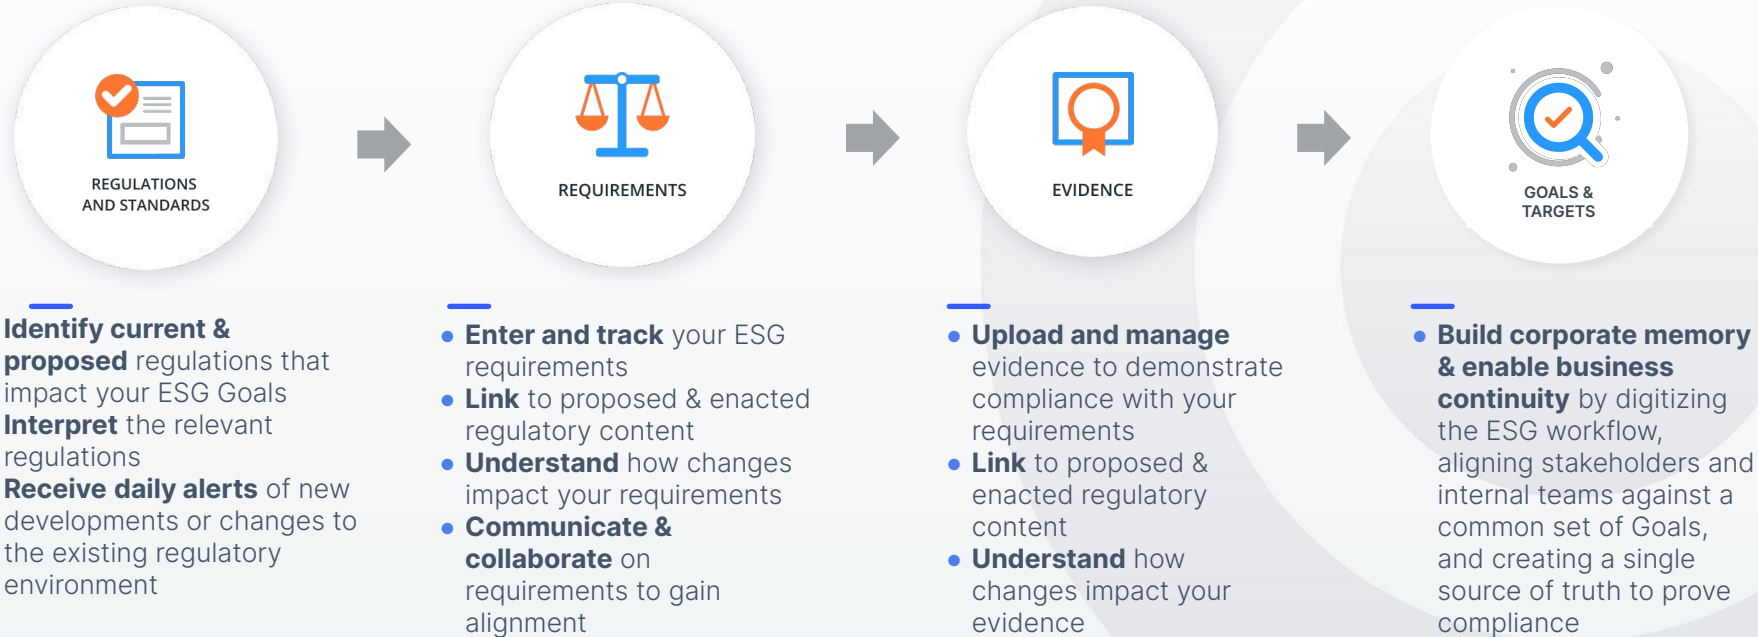 REGULATIONS
AND STANDARDS
REQUIREMENTS
EVIDENCE
GOALS &
TARGETS
Identify current &
proposed regulations that
impact your ESG Goals
Interpret the relevant
regulations
Receive daily alerts of new
developments or changes to
the existing regulatory
environment
• Enter and track your ESG
requirements
• Link to proposed & enacted
regulatory content
• Understand how changes
impact your requirements
• Communicate &
collaborate on
requirements to gain
alignment
• Upload and manage
evidence to demonstrate
compliance with your
requirements
• Link to proposed &
enacted regulatory
content
• Understand how
changes impact your
evidence
• Build corporate memory
& enable business
continuity by digitizing
the ESG workflow,
aligning stakeholders and
internal teams against a
common set of Goals,
and creating a single
source of truth to prove
compliance